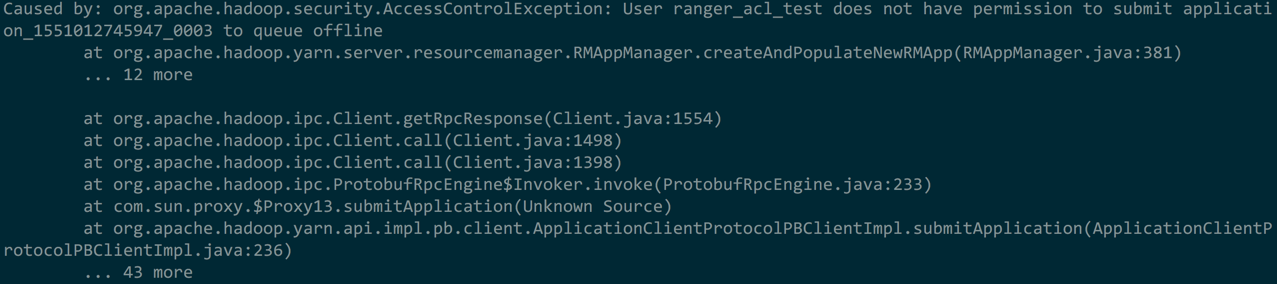 Caused by: org.apache.hadoop.security.AccessControlException: User ranger_acl_test does not have permission to submit applicati
on_1551012745947_0003 to queue offline
        at org.apache.hadoop.yarn.server.resourcemanager.RMAppManager.createAndPopulateNewRMApp(RMAppManager.java:381)
        ... 12 more

        at org.apache.hadoop.ipc.Client.getRpcResponse(Client.java:1554)
        at org.apache.hadoop.ipc.Client.call(Client.java:1498)
        at org.apache.hadoop.ipc.Client.call(Client.java:1398)
        at org.apache.hadoop.ipc.ProtobufRpcEngine$Invoker.invoke(ProtobufRpcEngine.java:233)
        at com.sun.proxy.$Proxy13.submitApplication(Unknown Source)
        at org.apache.hadoop.yarn.api.impl.pb.client.ApplicationClientProtocolPBClientImpl.submitApplication(ApplicationClientP
rotocolPBClientImpl.java:236)
        ... 43 more